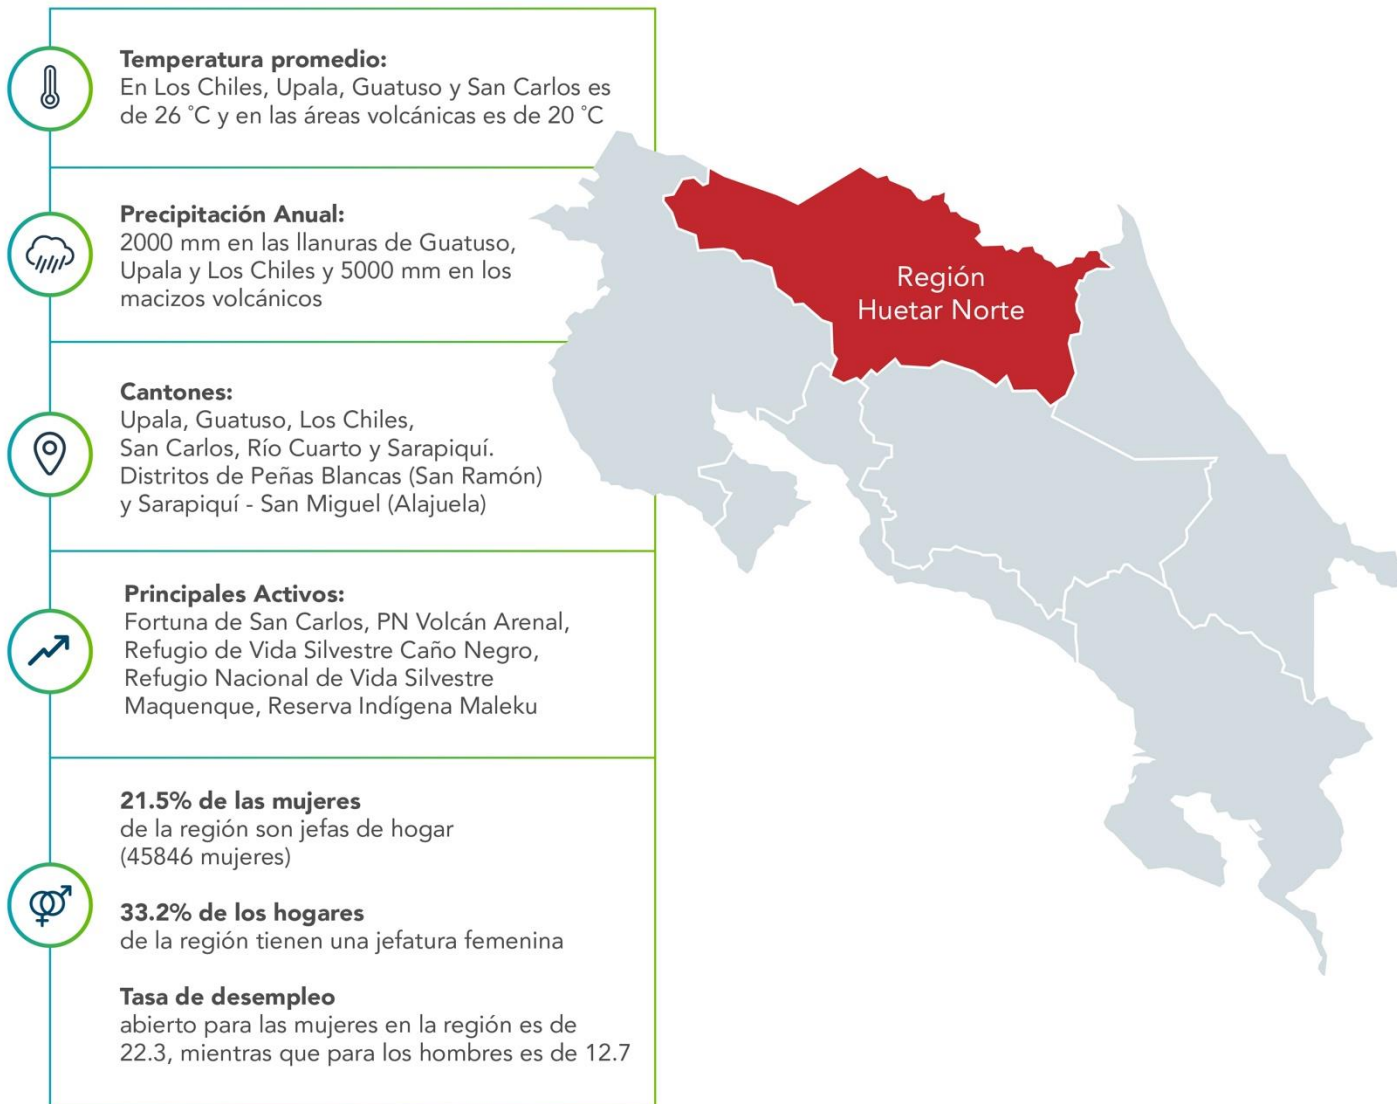 Temperatura promedio:
En Los Chiles, Upala, Guatuso y San Carlos es
de 26 °C y en las áreas volcánicas es de 20 °C
Precipitación Anual:
2000 mm en las llanuras de Guatuso,
Upala y Los Chiles y 5000 mm en los
macizos volcánicos
Cantones:
Upala, Guatuso, Los Chiles,
San Carlos, Río Cuarto y Sarapiquí.
Distritos de Peñas Blancas (San Ramón)
y Sarapiquí - San Miguel (Alajuela)
Principales Activos:
Fortuna de San Carlos, PN Volcán Arenal,
Refugio de Vida Silvestre Caño Negro,
Refugio Nacional de Vida Silvestre
Maquenque, Reserva Indígena Maleku
21.5% de las mujeres
de la región son jefas de hogar
(45846 mujeres)
33.2% de los hogares
de la región tienen una jefatura femenina
Tasa de desempleo
abierto para las mujeres en la región es de
22.3, mientras que para los hombres es de 12.7
Región
Huetar Norte